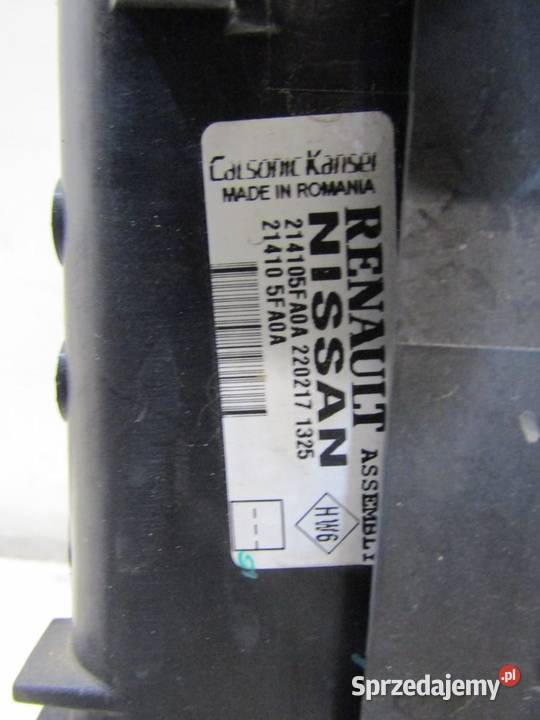 Calsonic Kansei
MADE IN ROMANIA
RENAULT ASSEMBLY
NISSAN
214105FA0A 220217 1325
21410 5FA0A
HW6
---
Sprzedajemy.pl